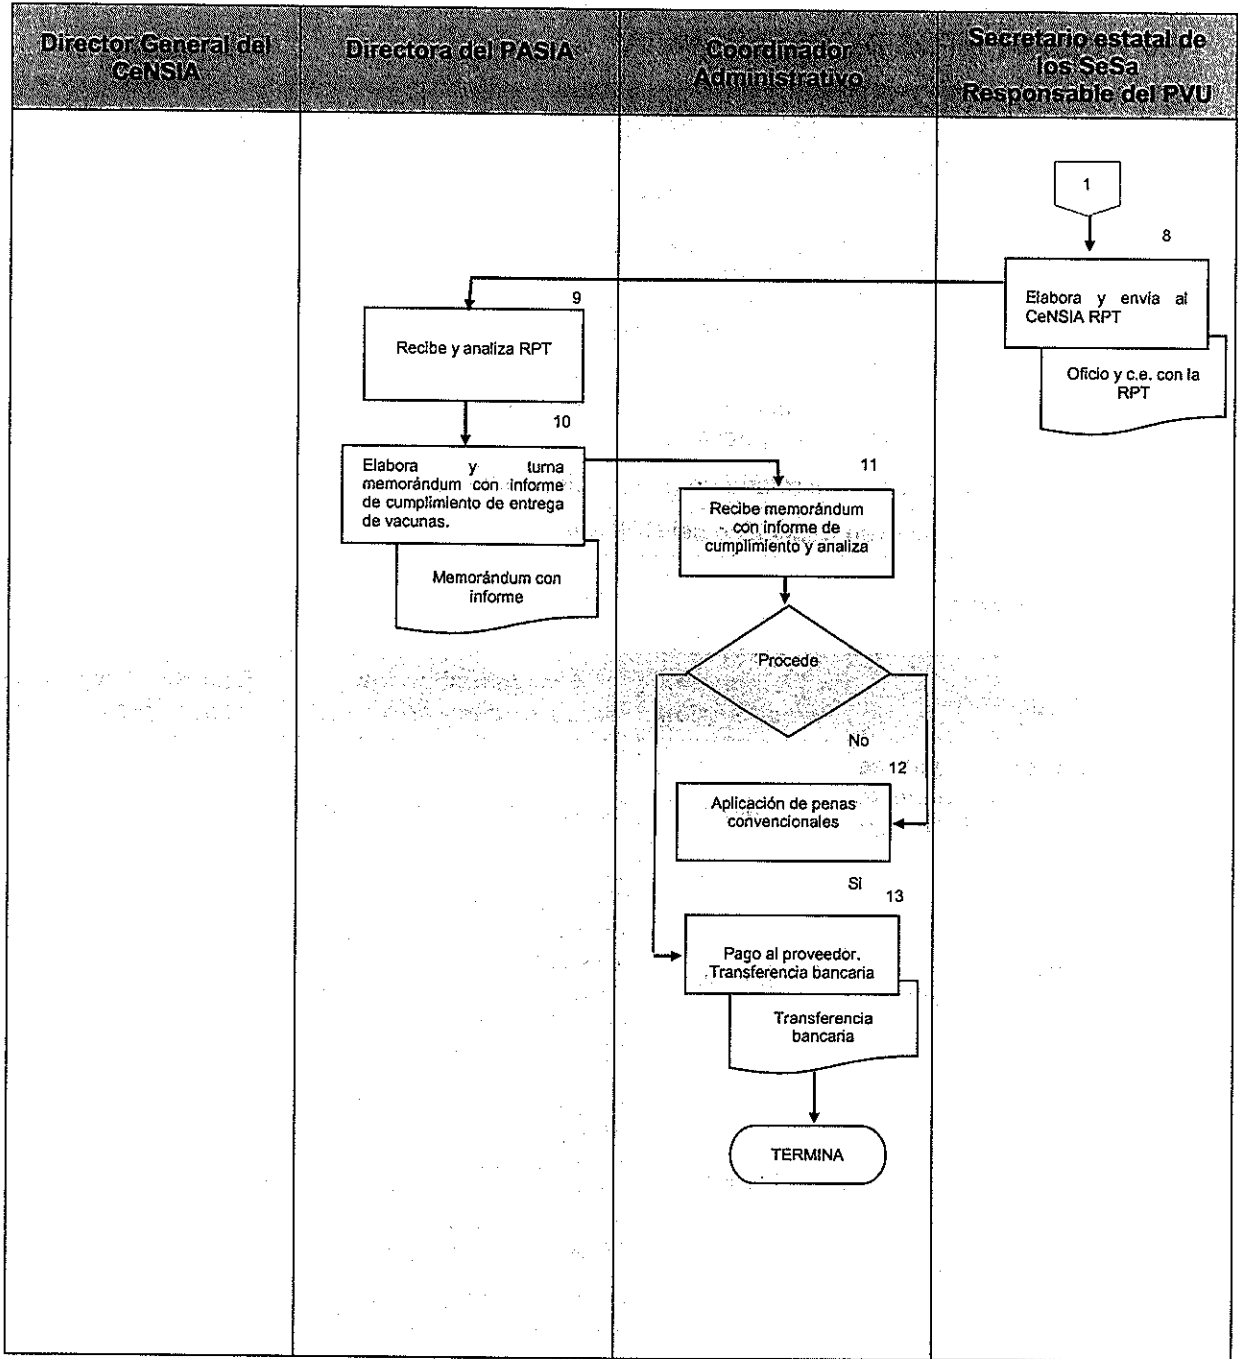 Director General del
CeNSIA
Directora del PASIA
Coordinador
Administrativo
Secretario estatal de
los SeSa
Responsable del PVU
1
8
Elabora y envía al
CeNSIA RPT
Oficio y c.e. con la
RPT
9
Recibe y analiza RPT
10
Elabora y turna
memorándum con informe
de cumplimiento de entrega
de vacunas.
Memorándum con
informe
11
Recibe memorándum
con informe de
cumplimiento y analiza
Procede
No
12
Aplicación de penas
convencionales
Si
13
Pago al proveedor.
Transferencia bancaria
Transferencia
bancaria
TERMINA